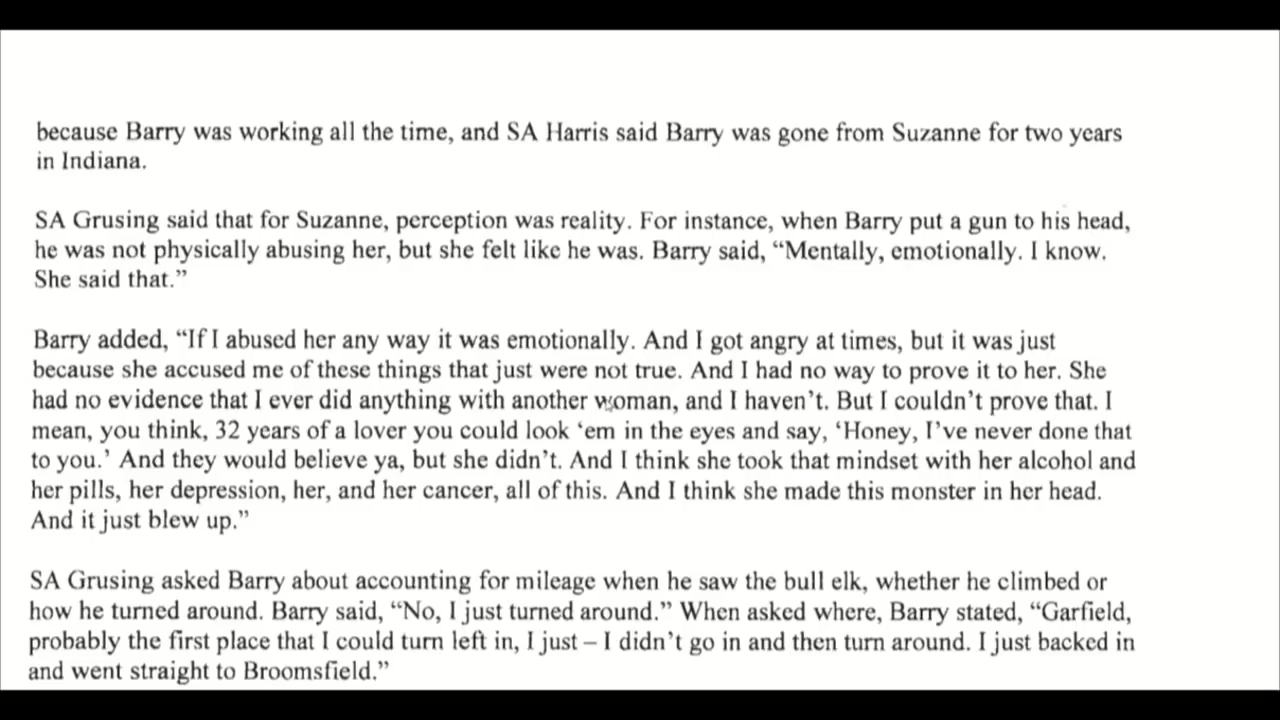 because Barry was working all the time, and SA Harris said Barry was gone from Suzanne for two years
in Indiana.
SA Grusing said that for Suzanne, perception was reality. For instance, when Barry put a gun to his head,
he was not physically abusing her, but she felt like he was. Barry said, “Mentally, emotionally. I know.
She said that.”
Barry added, “If I abused her any way it was emotionally. And I got angry at times, but it was just
because she accused me of these things that just were not true. And I had no way to prove it to her. She
had no evidence that I ever did anything with another woman, and I haven’t. But I couldn’t prove that. I
mean, you think, 32 years of a lover you could look ‘em in the eyes and say, ‘Honey, I’ve never done that
to you.’ And they would believe ya, but she didn’t. And I think she took that mindset with her alcohol and
her pills, her depression, her, and her cancer, all of this. And I think she made this monster in her head.
And it just blew up.”
SA Grusing asked Barry about accounting for mileage when he saw the bull elk, whether he climbed or
how he turned around. Barry said, “No, I just turned around.” When asked where, Barry stated, “Garfield,
probably the first place that I could turn left in, I just – I didn’t go in and then turn around. I just backed in
and went straight to Broomsfield.”